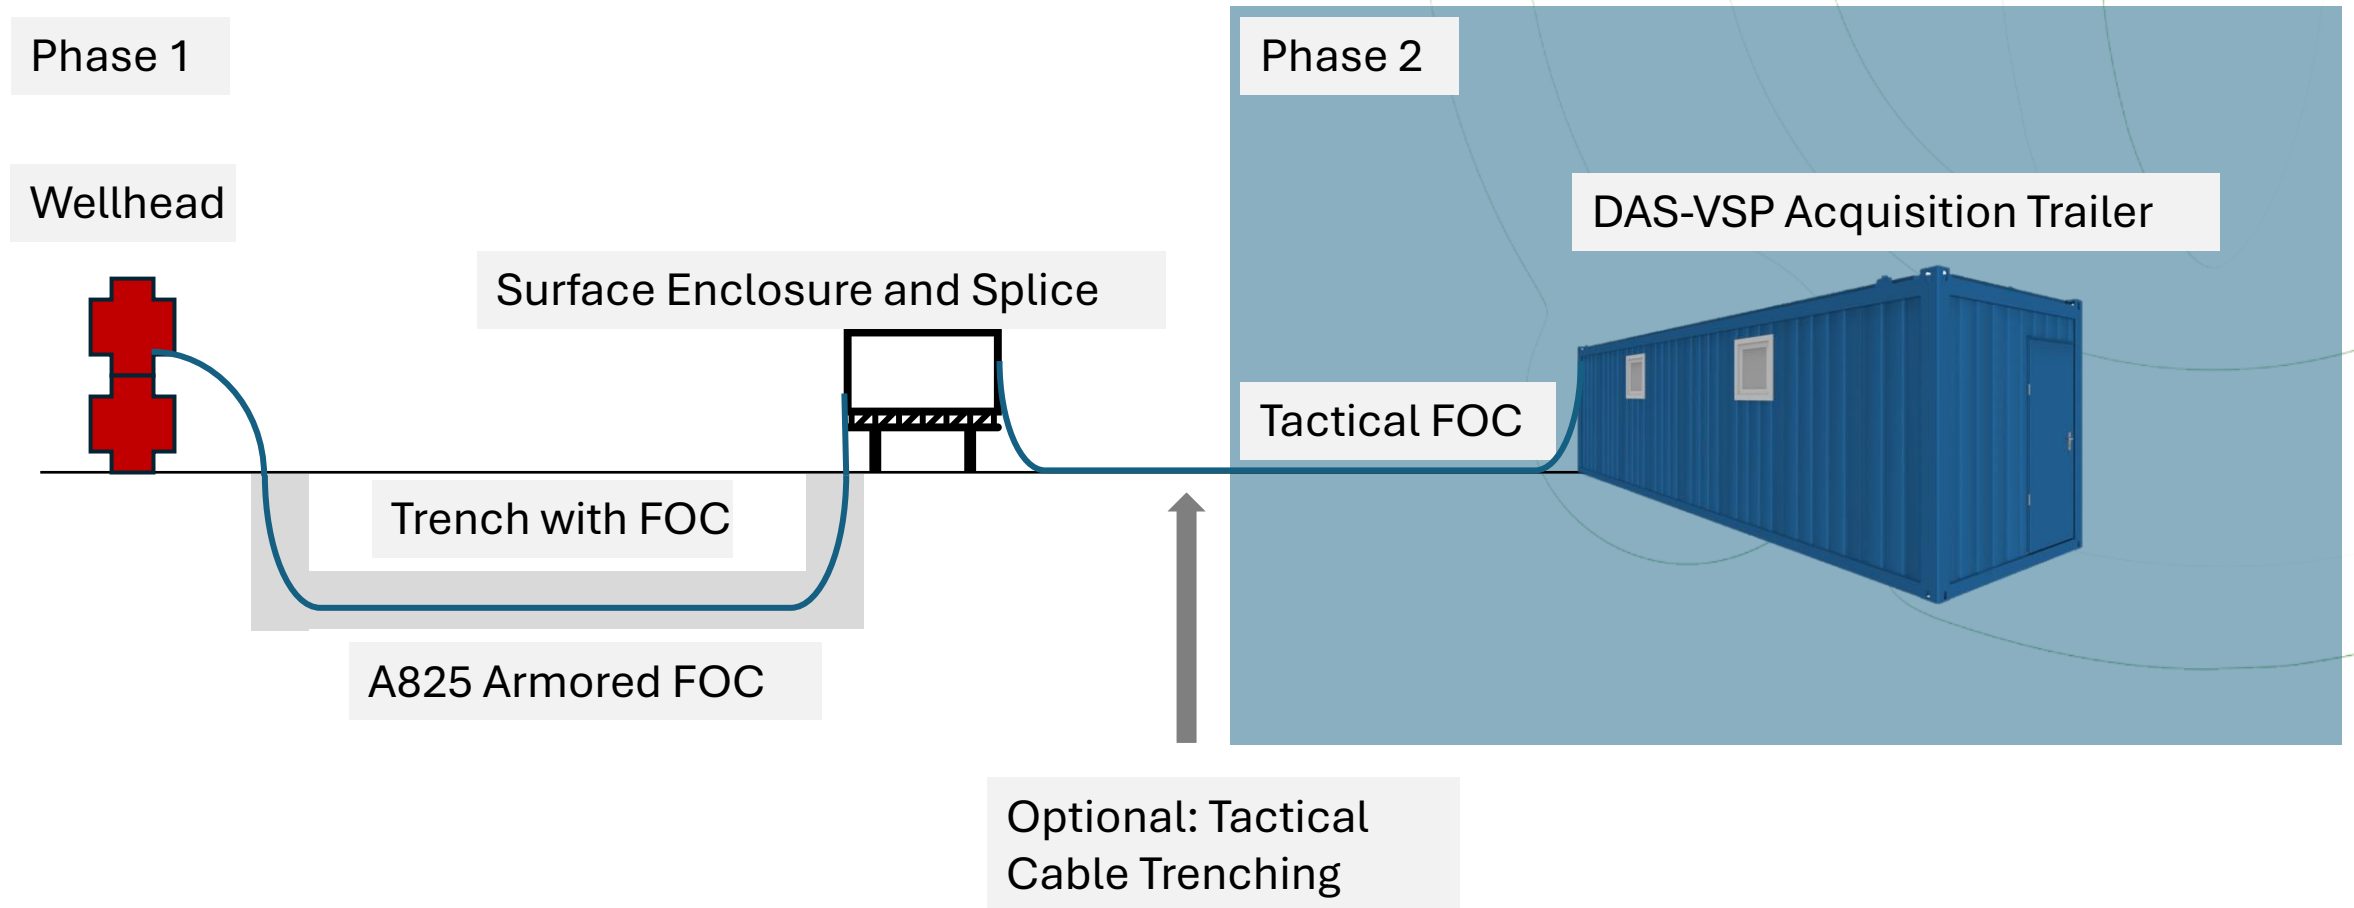 Phase 1
Phase 2
Wellhead
DAS-VSP Acquisition Trailer
Surface Enclosure and Splice
Tactical FOC
Trench with FOC
A825 Armored FOC
Optional: Tactical
Cable Trenching